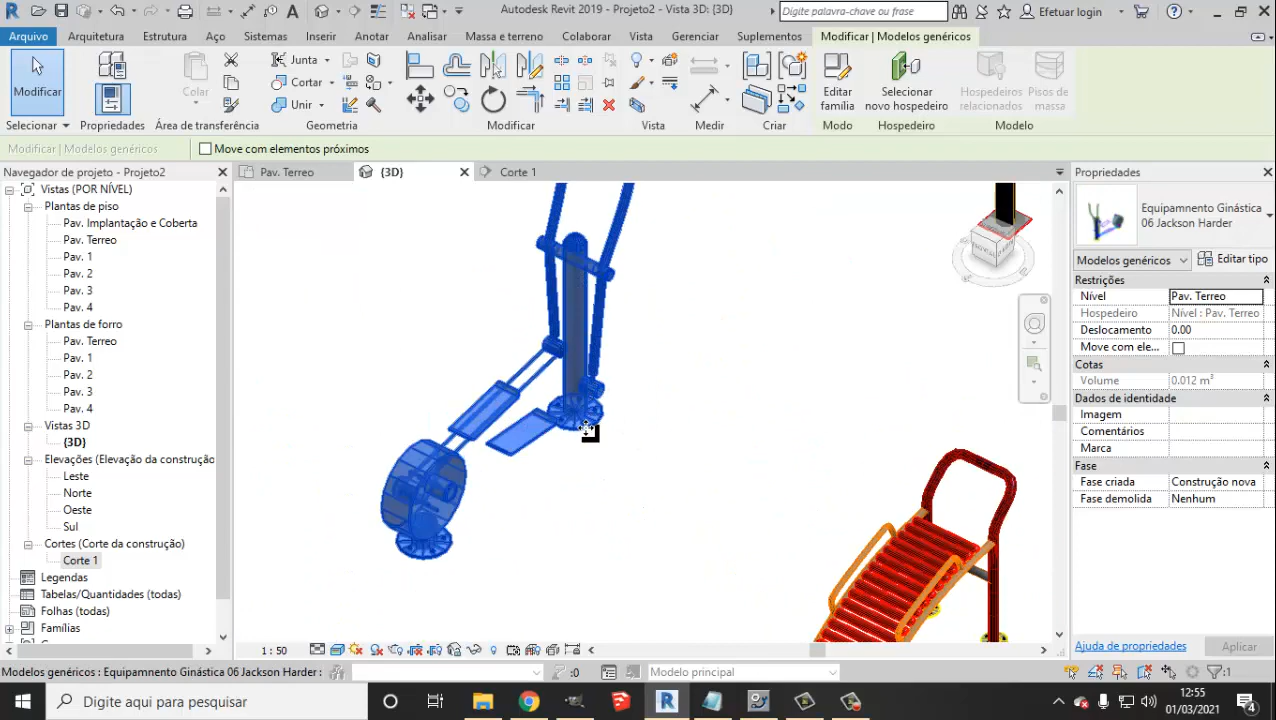 Autodesk Revit 2019 - Projeto2 - Vista 3D: {3D}
Digite palavra-chave ou frase
Efetuar login
Arquivo
Arquitetura
Estrutura
Aço
Sistemas
Inserir
Anotar
Analisar
Massa e terreno
Colaborar
Vista
Gerenciar
Suplementos
Modificar | Modelos genéricos
Modificar
Colar
Junta
Cortar
Unir
Editar
família
Selecionar
novo hospedeiro
Hospedeiros
relacionados
Pisos de
massa
Selecionar
Propriedades
Área de transferência
Geometria
Modificar
Vista
Medir
Criar
Modo
Hospedeiro
Modelo
Modificar | Modelos genéricos
Move com elementos próximos
Navegador de projeto - Projeto2
Vistas (POR NÍVEL)
Plantas de piso
Pav. Implantação e Coberta
Pav. Terreo
Pav. 1
Pav. 2
Pav. 3
Pav. 4
Plantas de forro
Pav. Terreo
Pav. 1
Pav. 2
Pav. 3
Pav. 4
Vistas 3D
{3D}
Elevações (Elevação da construção
Leste
Norte
Oeste
Sul
Cortes (Corte da construção)
Corte 1
Legendas
Tabelas/Quantidades (todas)
Folhas (todas)
Famílias
Pav. Terreo
{3D}
Corte 1
1 : 50
Propriedades
Equipamnento Ginástica
06 Jackson Harder
Modelos genéricos
Editar tipo
Restrições
Nível
Pav. Terreo
Hospedeiro
Nível : Pav. Terreo
Deslocamento
0.00
Move com ele...
Cotas
Volume
0.012 m³
Dados de identidade
Imagem
Comentários
Marca
Fase
Fase criada
Construção nova
Fase demolida
Nenhum
Ajuda de propriedades
Aplicar
Modelos genéricos : Equipamnento Ginástica 06 Jackson Harder :
:0
Modelo principal
:1
Digite aqui para pesquisar
12:55
01/03/2021
4